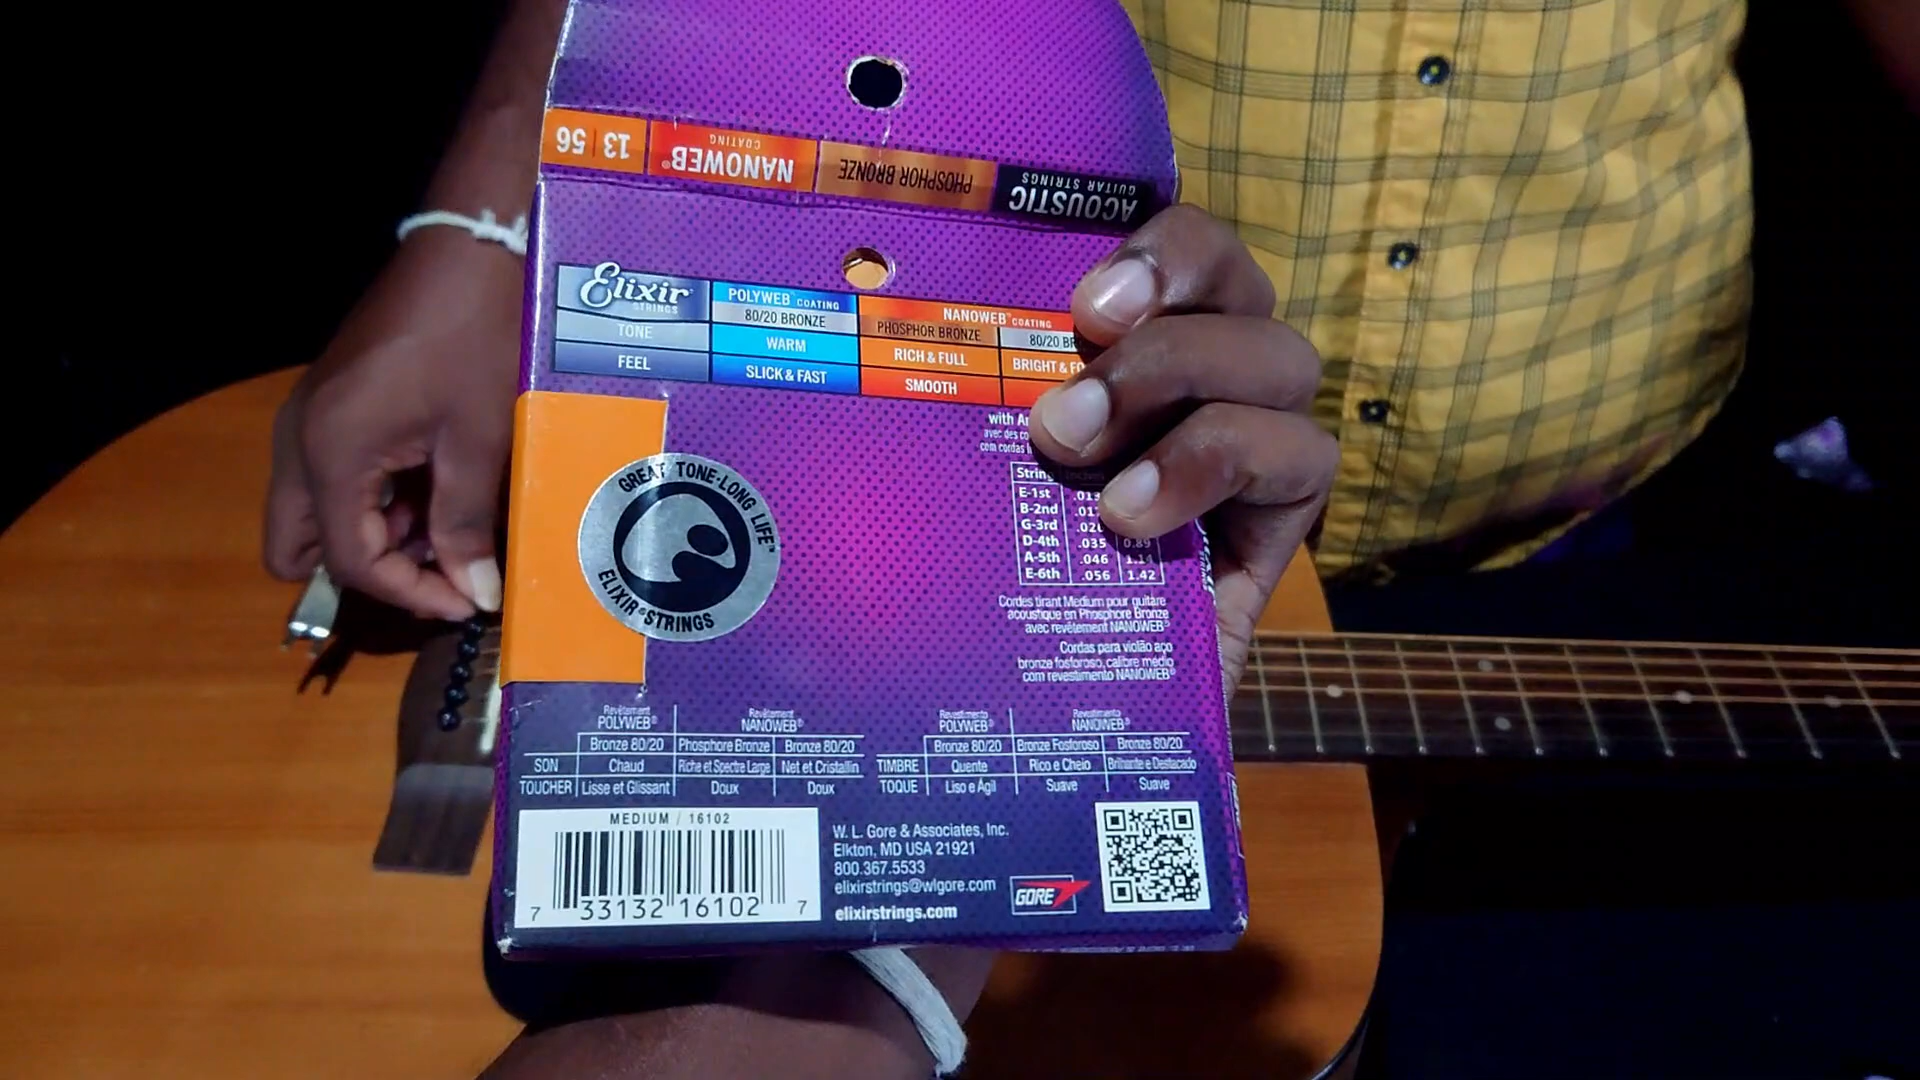 ACOUSTIC
GUITAR STRINGS
PHOSPHOR BRONZE
NANOWEB®
COATING
13 | 56
Elixir®
STRINGS
POLYWEB™ COATING
NANOWEB™ COATING
80/20 BRONZE
PHOSPHOR BRONZE
80/20
TONE
WARM
RICH & FULL
BRIGHT &
FEEL
SLICK & FAST
SMOOTH
with
avec des
com cordas
String
E-1st
B-2nd
G-3rd
D-4th .035 0.89
A-5th .046 1.14
E-6th .056 1.42
GREAT TONE·LONG LIFE™
ELIXIR® STRINGS
Cordes tirant Medium pour guitare
acoustique en Phosphore Bronze
avec revêtement NANOWEB®
Cordas para violão aço
bronze fosforoso, calibre médio
com revestimento NANOWEB®
Revêtement
POLYWEB®
Revêtement
NANOWEB®
Bronze 80/20 Phosphore Bronze Bronze 80/20
SON Chaud Riche et Spectre Large Net et Cristallin
TOUCHER Lisse et Glissant Doux Doux
Revestimento
POLYWEB®
Revestimento
NANOWEB®
Bronze 80/20 Bronze Fosforoso Bronze 80/20
TIMBRE Quente Rico e Cheio Brilhante e Destacado
TOQUE Liso e Ágil Suave Suave
MEDIUM / 16102
7 33132 16102 7
W. L. Gore & Associates, Inc.
Elkton, MD USA 21921
800.367.5533
elixirstrings@wlgore.com
elixirstrings.com
GORE